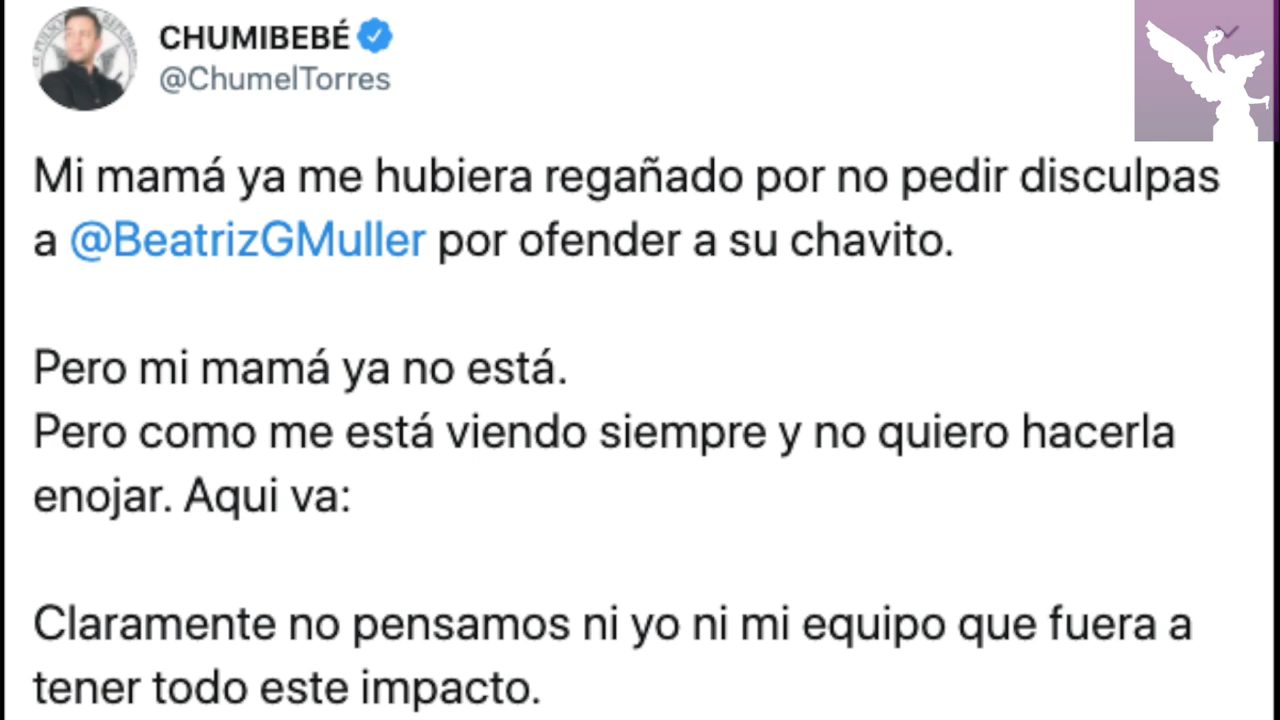 CHUMIBEBÉ
@ChumelTorres
Mi mamá ya me hubiera regañado por no pedir disculpas
a @BeatrizGMuller por ofender a su chavito.
Pero mi mamá ya no está.
Pero como me está viendo siempre y no quiero hacerla
enojar. Aqui va:
Claramente no pensamos ni yo ni mi equipo que fuera a
tener todo este impacto.